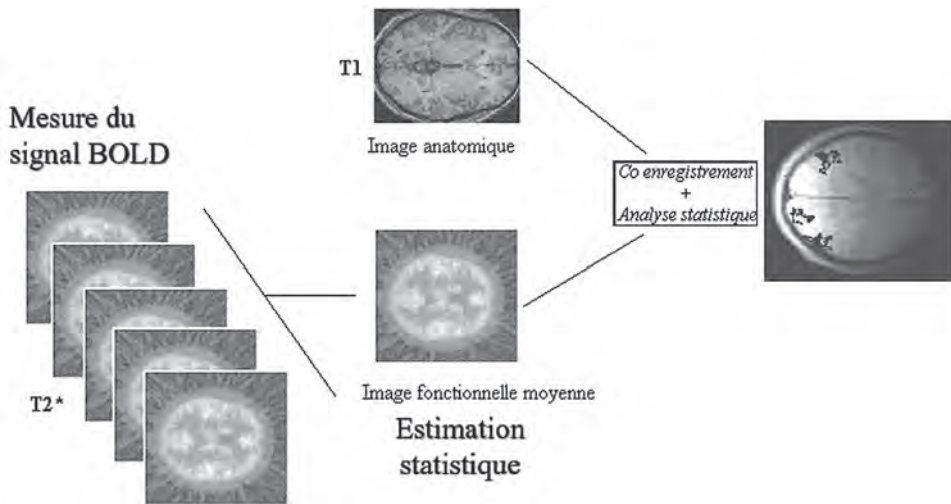 T1
Image anatomique
Mesure du
signal BOLD
Co enregistrement
+
Analyse statistique
T2*
Image fonctionnelle moyenne
Estimation
statistique